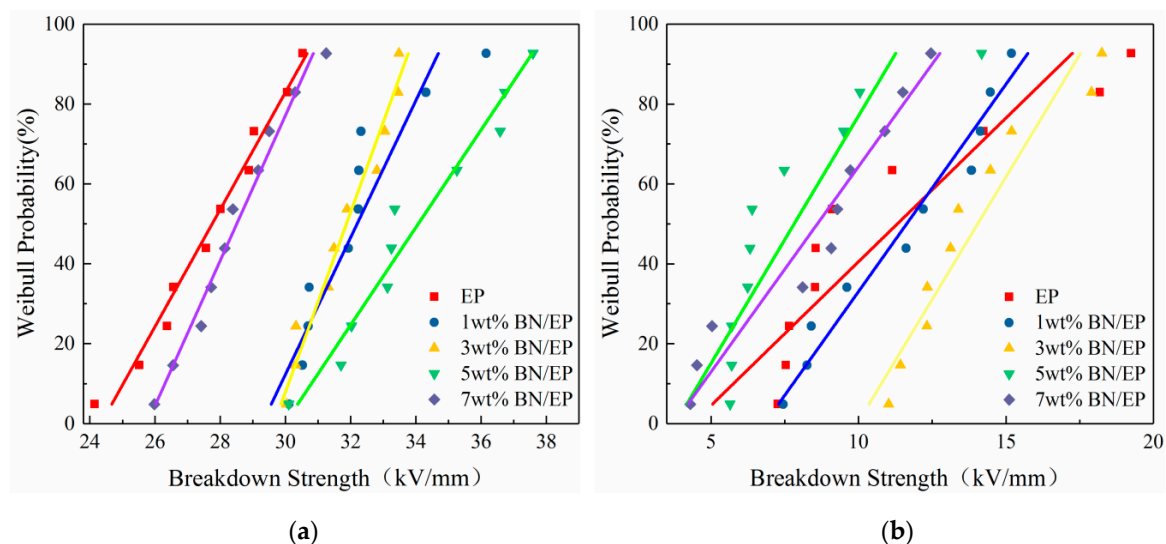 100
80
60
40
20
0
Weibull Probability(%)
EP
1wt% BN/EP
3wt% BN/EP
5wt% BN/EP
7wt% BN/EP
24 26 28 30 32 34 36 38
Breakdown Strength（kV/mm）
(a)
100
80
60
40
20
0
Weibull Probability(%)
EP
1wt% BN/EP
3wt% BN/EP
5wt% BN/EP
7wt% BN/EP
5 10 15 20
Breakdown Strength（kV/mm）
(b)